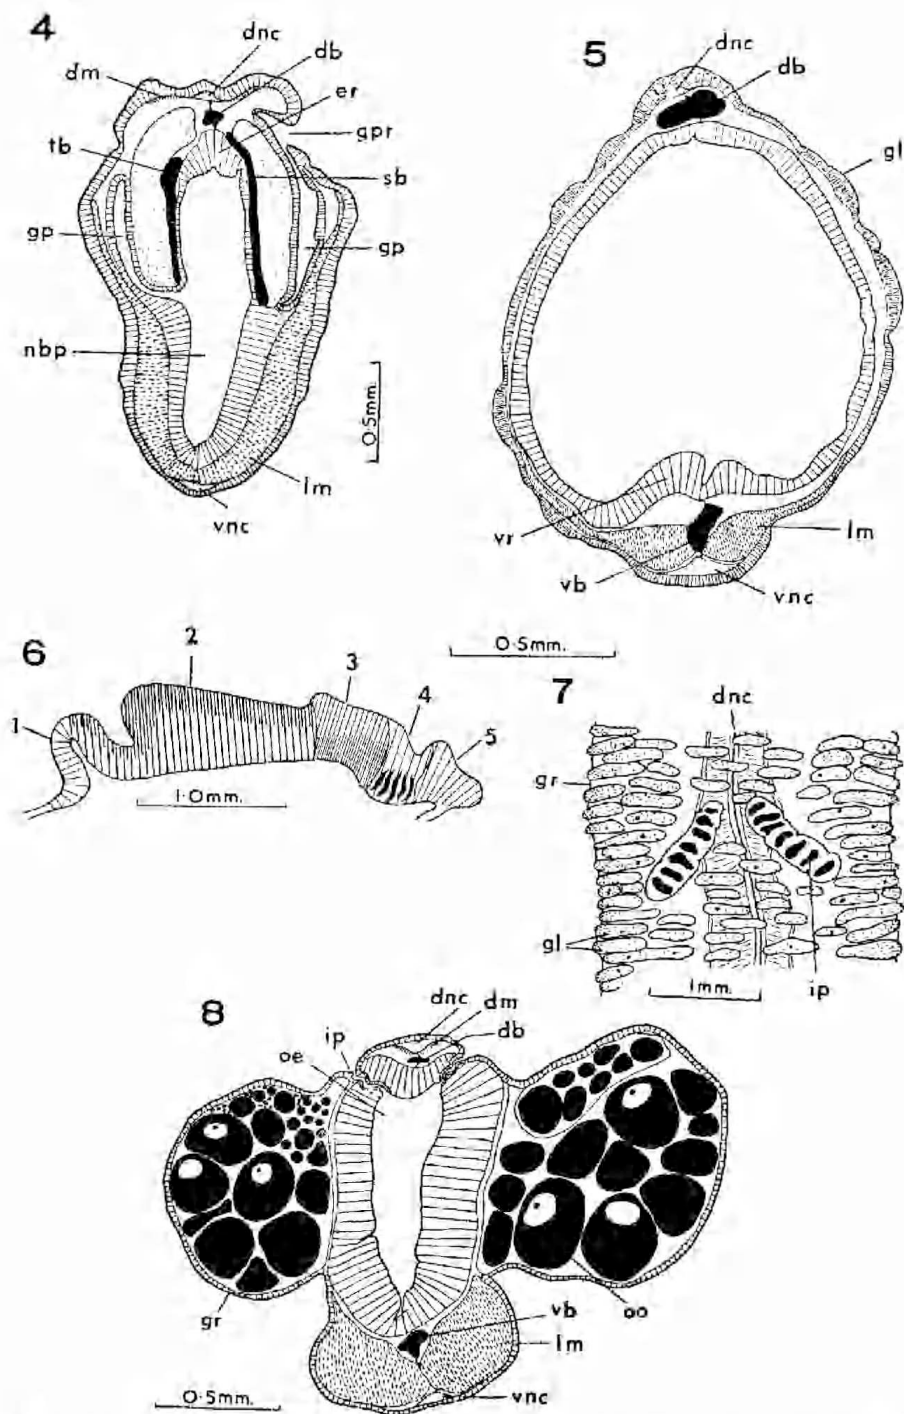 4
dnc
db
dm
er
gpr
tb
sb
gp
gp
nbp
0·5mm.
lm
vnc
5
dnc
db
gl
vr
lm
vb
vnc
0·5mm.
6
1
2
3
4
5
1·0mm.
7
dnc
gr
gl
ip
1mm.
8
dnc
dm
ip
db
oe
gr
oo
vb
lm
vnc
0·5mm.